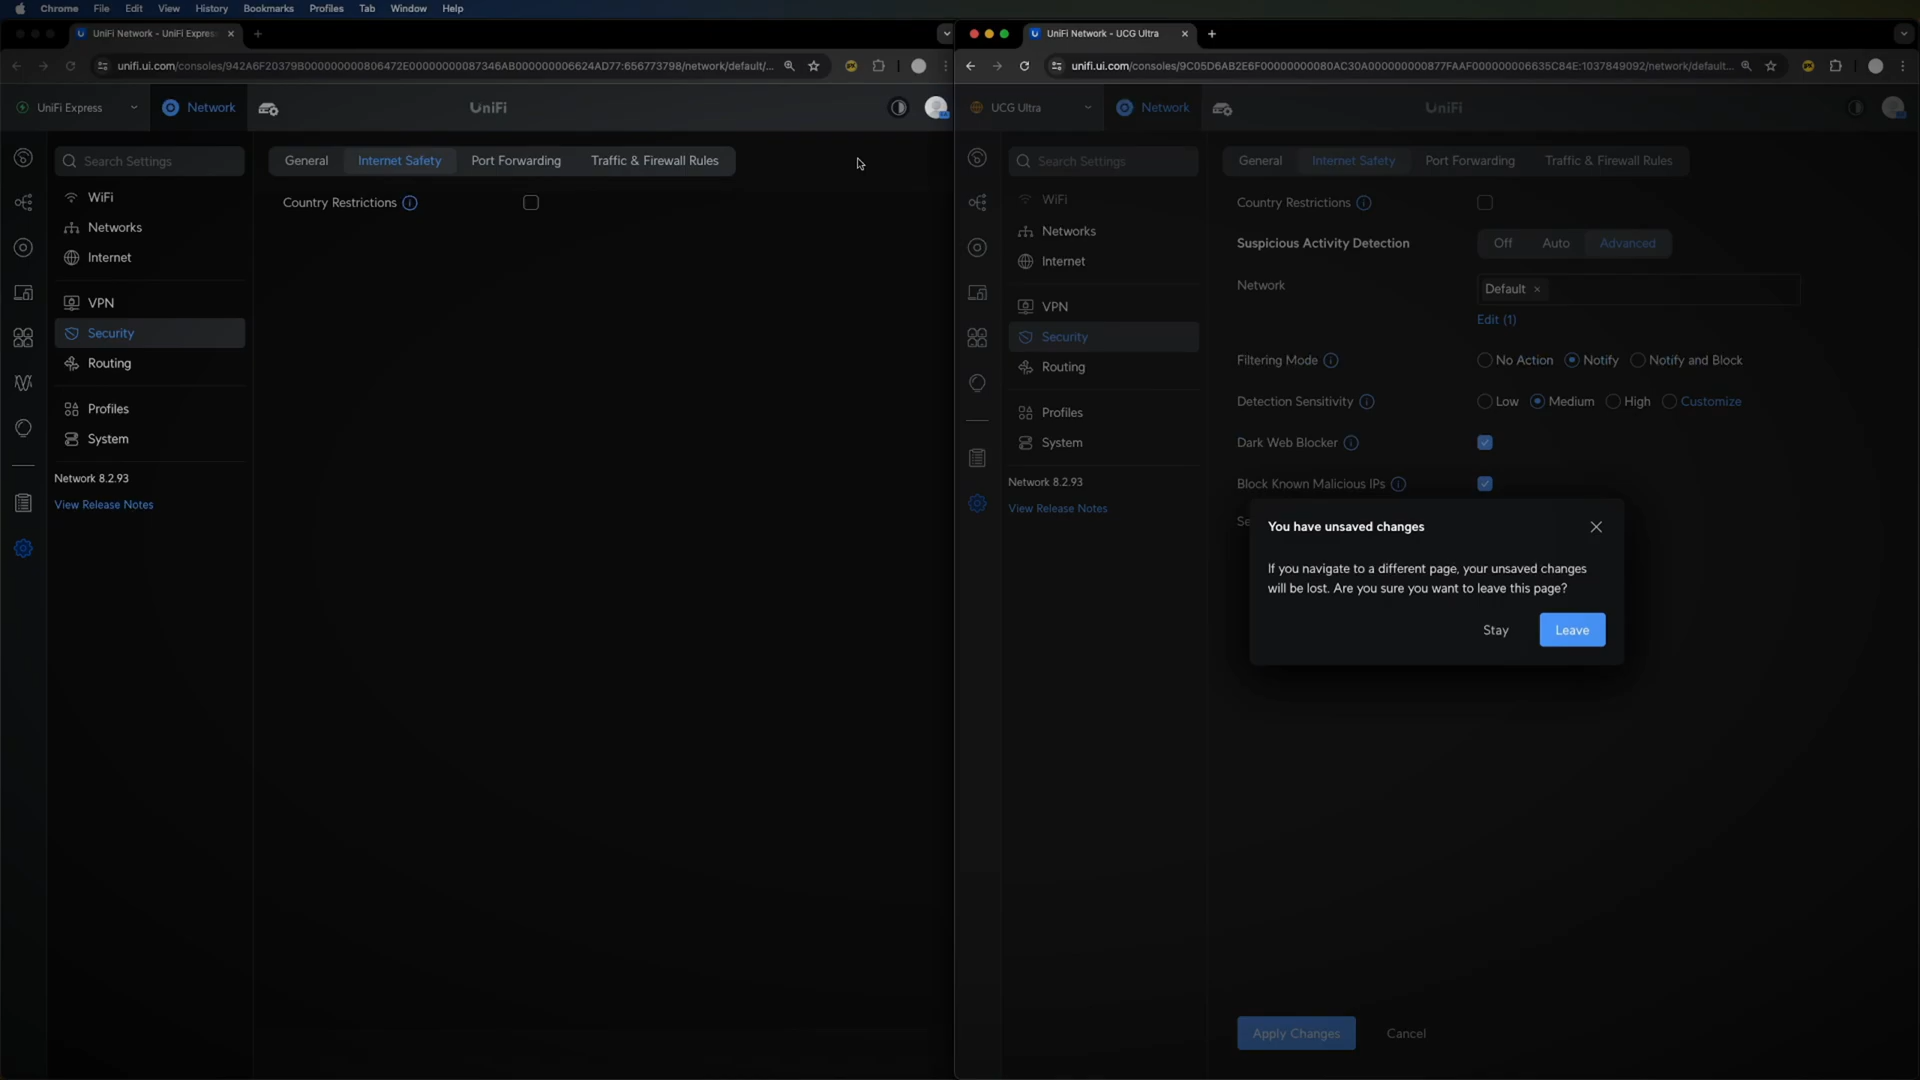 Chrome File Edit View History Bookmarks Profiles Tab Window Help
UniFi Network - UniFi Expres
unifi.ui.com/consoles/942A6F20379B0000000000806472E00000000087346AB000000006624AD77:656773798/network/default/...
UniFi Express
Network
UniFi
Search Settings
WiFi
Networks
Internet
VPN
Security
Routing
Profiles
System
Network 8.2.93
View Release Notes
General Internet Safety Port Forwarding Traffic & Firewall Rules
Country Restrictions
UniFi Network - UCG Ultra
unifi.ui.com/consoles/9C05D6AB2E6F00000000080AC30A000000000877FAAF000000006635C84E:1037849092/network/default...
UCG Ultra
Network
UniFi
Search Settings
WiFi
Networks
Internet
VPN
Security
Routing
Profiles
System
Network 8.2.93
View Release Notes
General Internet Safety Port Forwarding Traffic & Firewall Rules
Country Restrictions
Suspicious Activity Detection Off Auto Advanced
Network Default
Edit (1)
Filtering Mode No Action Notify Notify and Block
Detection Sensitivity Low Medium High Customize
Dark Web Blocker
Block Known Malicious IPs
Se
You have unsaved changes
If you navigate to a different page, your unsaved changes
will be lost. Are you sure you want to leave this page?
Stay Leave
Apply Changes Cancel